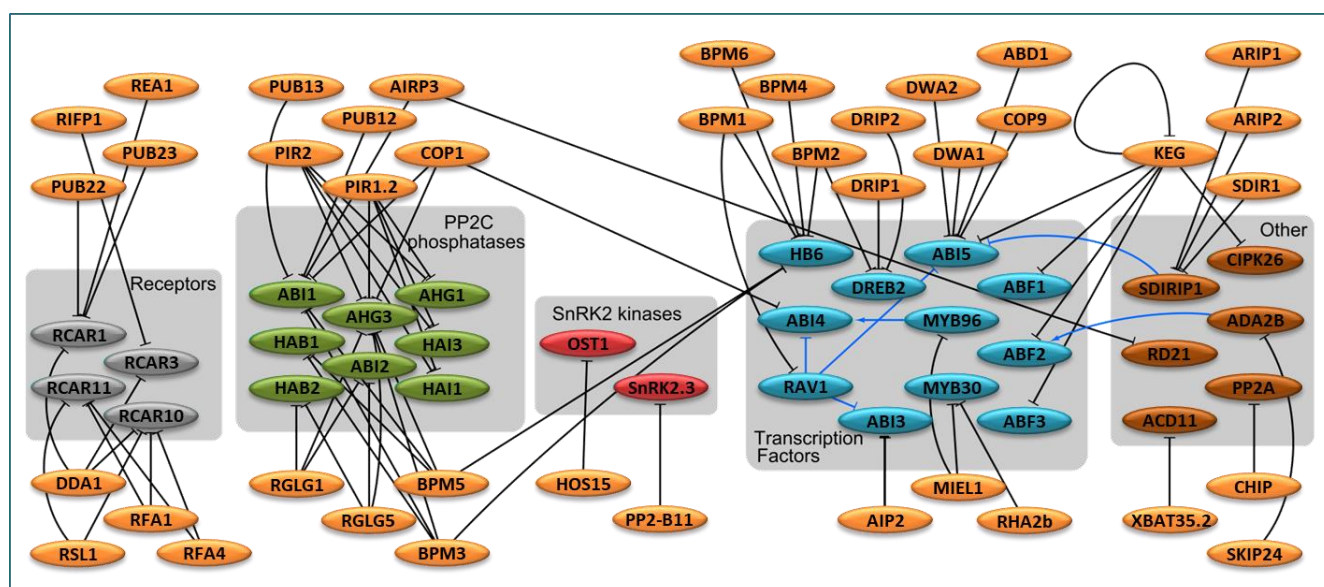 BPM6
ABD1
ARIP1
REA1
PUB13
AIRP3
BPM4
DWA2
RIFP1
PUB12
BPM1
DRIP2
COP9
ARIP2
PUB23
PIR2
COP1
BPM2
DWA1
KEG
PUB22
PIR1.2
DRIP1
SDIR1
PP2C
phosphatases
Other
HB6
ABI5
CIPK26
Receptors
ABI1
AHG1
DREB2
ABF1
SDIRIP1
SnRK2 kinases
AHG3
ABI4
MYB96
ADA2B
RCAR1
HAB1
HAI3
OST1
ABF2
RD21
RCAR3
ABI2
RCAR11
HAB2
HAI1
SnRK2.3
RAV1
MYB30
PP2A
RCAR10
ABI3
ABF3
ACD11
Transcription
Factors
DDA1
RGLG1
BPM5
HOS15
MIEL1
CHIP
RFA1
RGLG5
PP2-B11
AIP2
RHA2b
XBAT35.2
RSL1
RFA4
BPM3
SKIP24